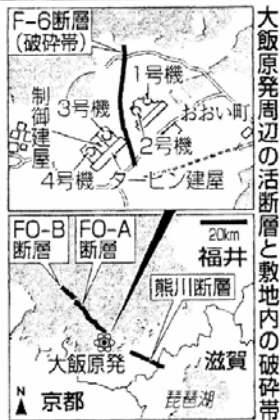 大飯原発周辺の活断層と敷地内の破砕帯
F-6断層
(破砕帯)
1号機
3号機
おおい町
制御建屋
2号機
4号機
タービン建屋
20km
FO-B
断層
FO-A
断層
福井
熊川断層
大飯原発
滋賀
N
京都
琵琶湖